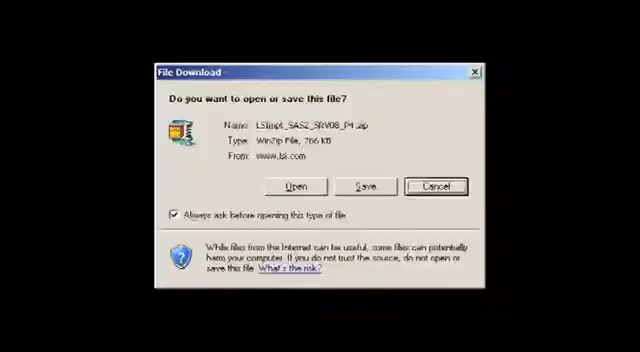 File Download
Do you want to open or save this file?
Name: LSImpt_SAS2_SRV08_P4.zip
Type: WinZip File, 766 KB
From: www.lsi.com
Open Save Cancel
Always ask before opening this type of file
While files from the Internet can be useful, some files can potentially
harm your computer. If you do not trust the source, do not open or
save this file. What's the risk?